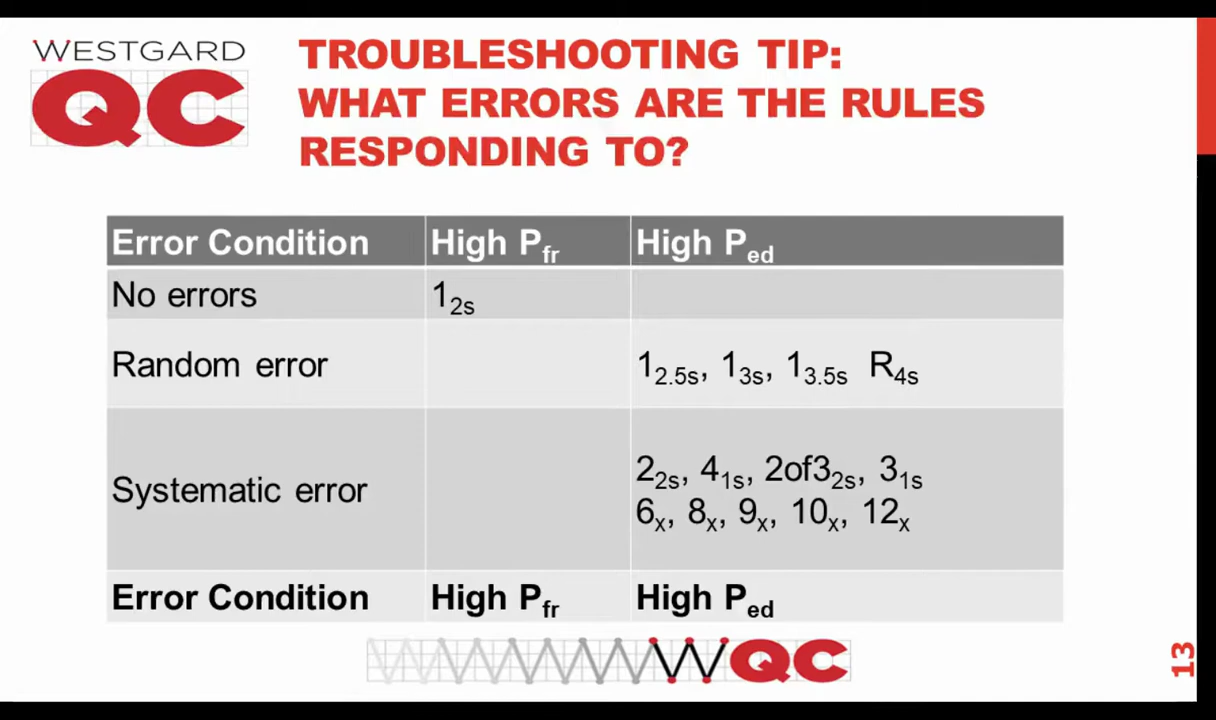 WESTGARD
QC
TROUBLESHOOTING TIP:
WHAT ERRORS ARE THE RULES
RESPONDING TO?
Error Condition High Pfr High Ped
No errors 12s
Random error 12.5s, 13s, 13.5s R4s
Systematic error
22s, 41s, 2of32s, 31s
6x, 8x, 9x, 10x, 12x
Error Condition High Pfr High Ped
WQC
13